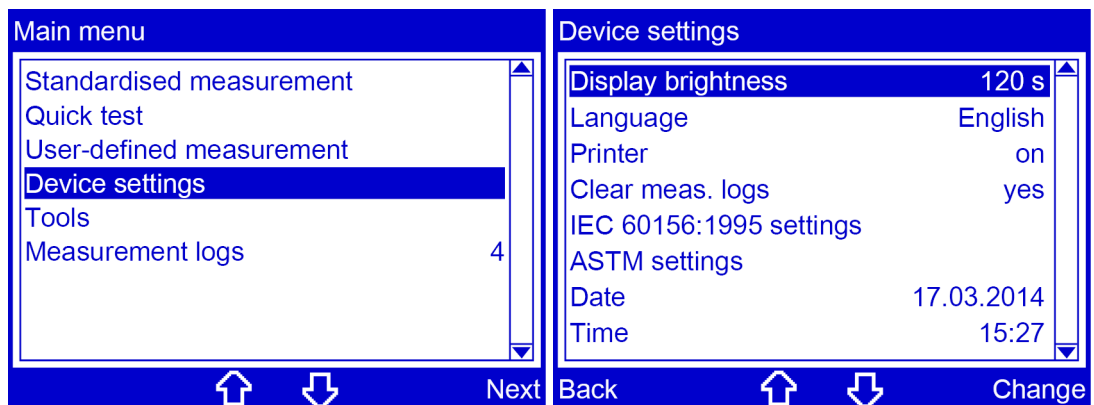 Main menu
Standardised measurement
Quick test
User-defined measurement
Device settings
Tools
Measurement logs 4
Next
Device settings
Display brightness 120 s
Language English
Printer on
Clear meas. logs yes
IEC 60156:1995 settings
ASTM settings
Date 17.03.2014
Time 15:27
Back Change